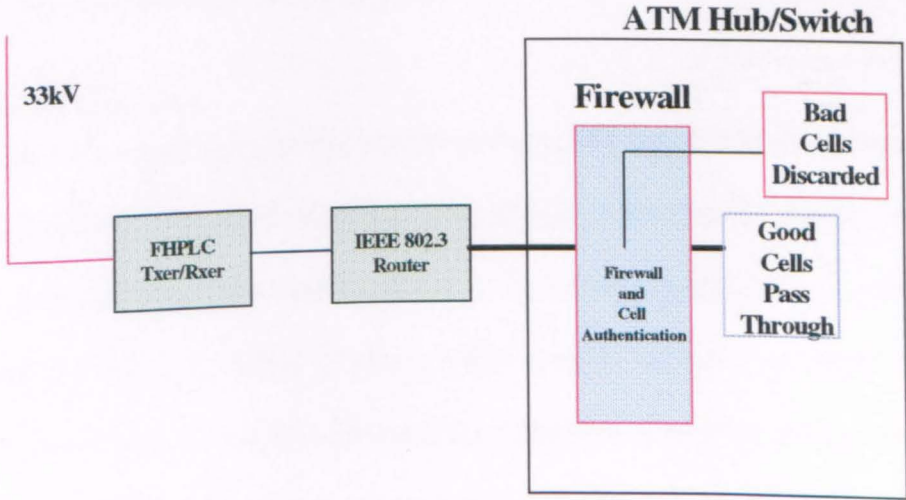 ATM Hub/Switch
33kV
Firewall
Bad
Cells
Discarded
FHPLC
Txer/Rxer
IEEE 802.3
Router
Firewall
and
Cell
Authentication
Good
Cells
Pass
Through